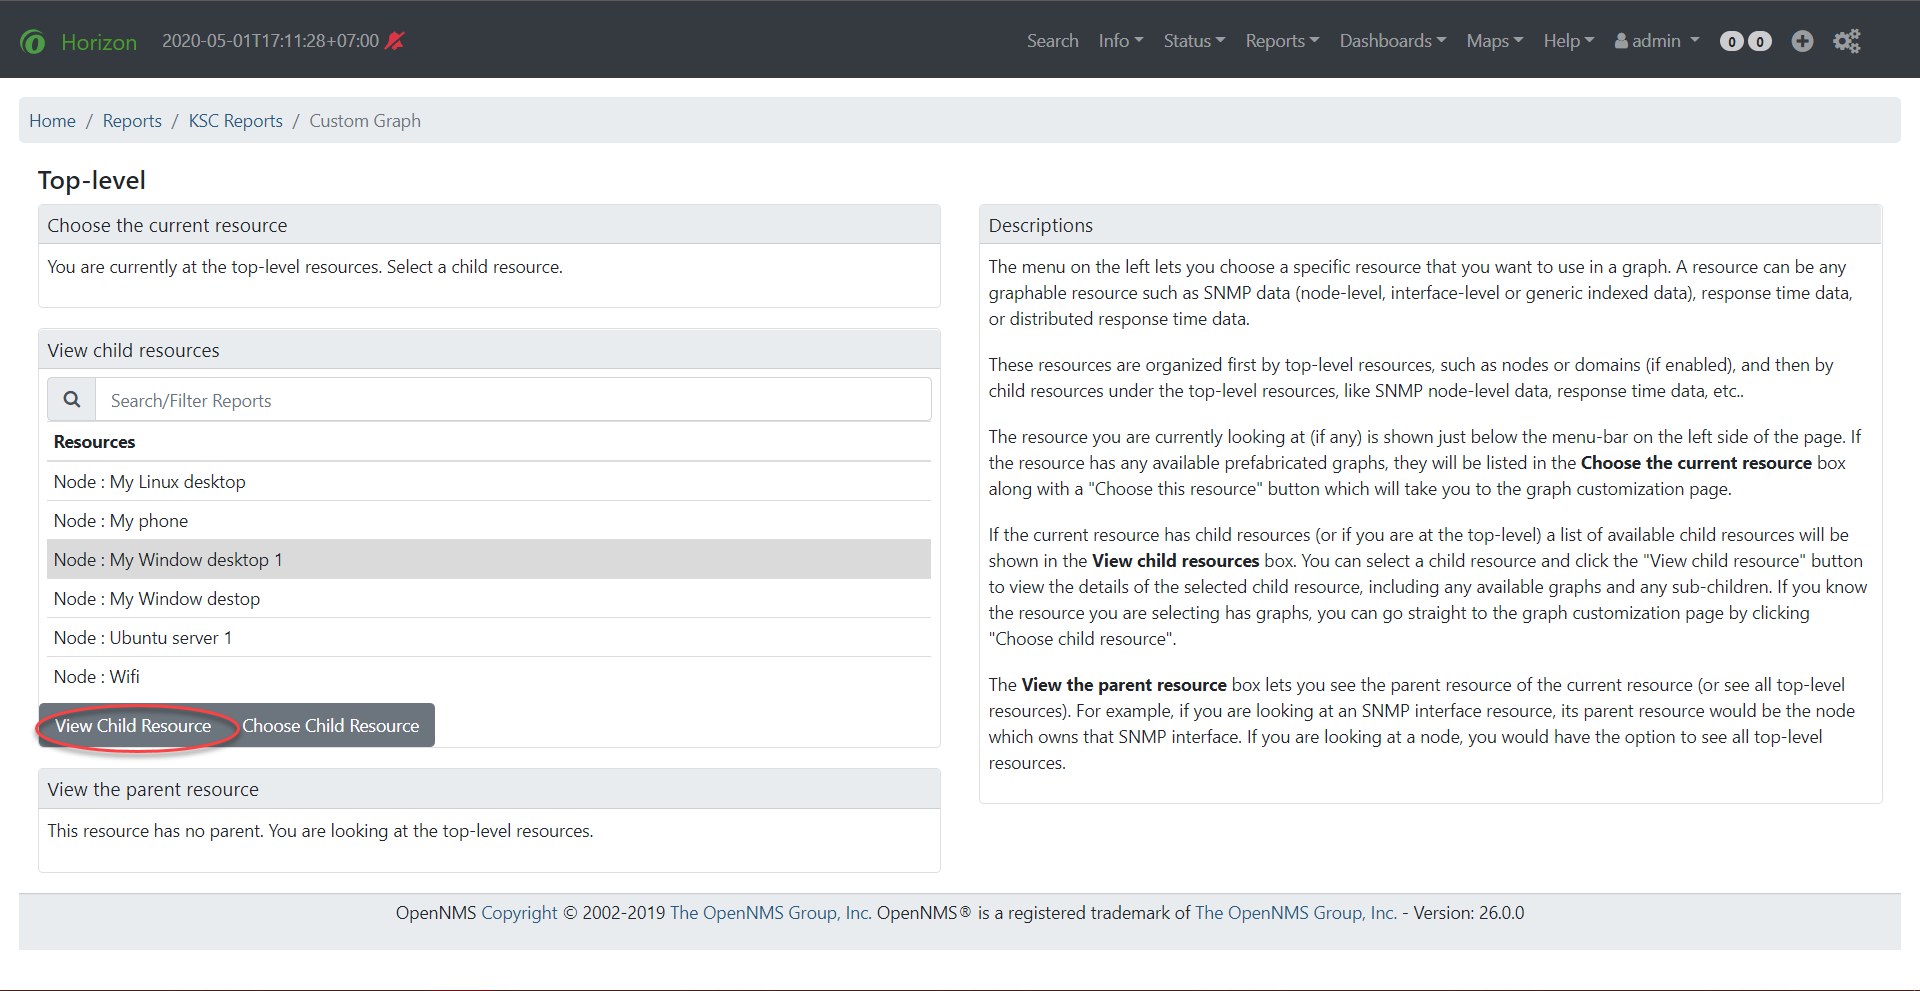 Horizon 2020-05-01T17:11:28+07:00 Search Info Status Reports Dashboards Maps Help admin 0 0
Home / Reports / KSC Reports / Custom Graph
Top-level
Choose the current resource
You are currently at the top-level resources. Select a child resource.
View child resources
Search/Filter Reports
Resources
Node : My Linux desktop
Node : My phone
Node : My Window desktop 1
Node : My Window destop
Node : Ubuntu server 1
Node : Wifi
View Child Resource Choose Child Resource
View the parent resource
This resource has no parent. You are looking at the top-level resources.
Descriptions
The menu on the left lets you choose a specific resource that you want to use in a graph. A resource can be any
graphable resource such as SNMP data (node-level, interface-level or generic indexed data), response time data,
or distributed response time data.
These resources are organized first by top-level resources, such as nodes or domains (if enabled), and then by
child resources under the top-level resources, like SNMP node-level data, response time data, etc..
The resource you are currently looking at (if any) is shown just below the menu-bar on the left side of the page. If
the resource has any available prefabricated graphs, they will be listed in the Choose the current resource box
along with a "Choose this resource" button which will take you to the graph customization page.
If the current resource has child resources (or if you are at the top-level) a list of available child resources will be
shown in the View child resources box. You can select a child resource and click the "View child resource" button
to view the details of the selected child resource, including any available graphs and any sub-children. If you know
the resource you are selecting has graphs, you can go straight to the graph customization page by clicking
"Choose child resource".
The View the parent resource box lets you see the parent resource of the current resource (or see all top-level
resources). For example, if you are looking at an SNMP interface resource, its parent resource would be the node
which owns that SNMP interface. If you are looking at a node, you would have the option to see all top-level
resources.
OpenNMS Copyright © 2002-2019 The OpenNMS Group, Inc. OpenNMS® is a registered trademark of The OpenNMS Group, Inc. - Version: 26.0.0